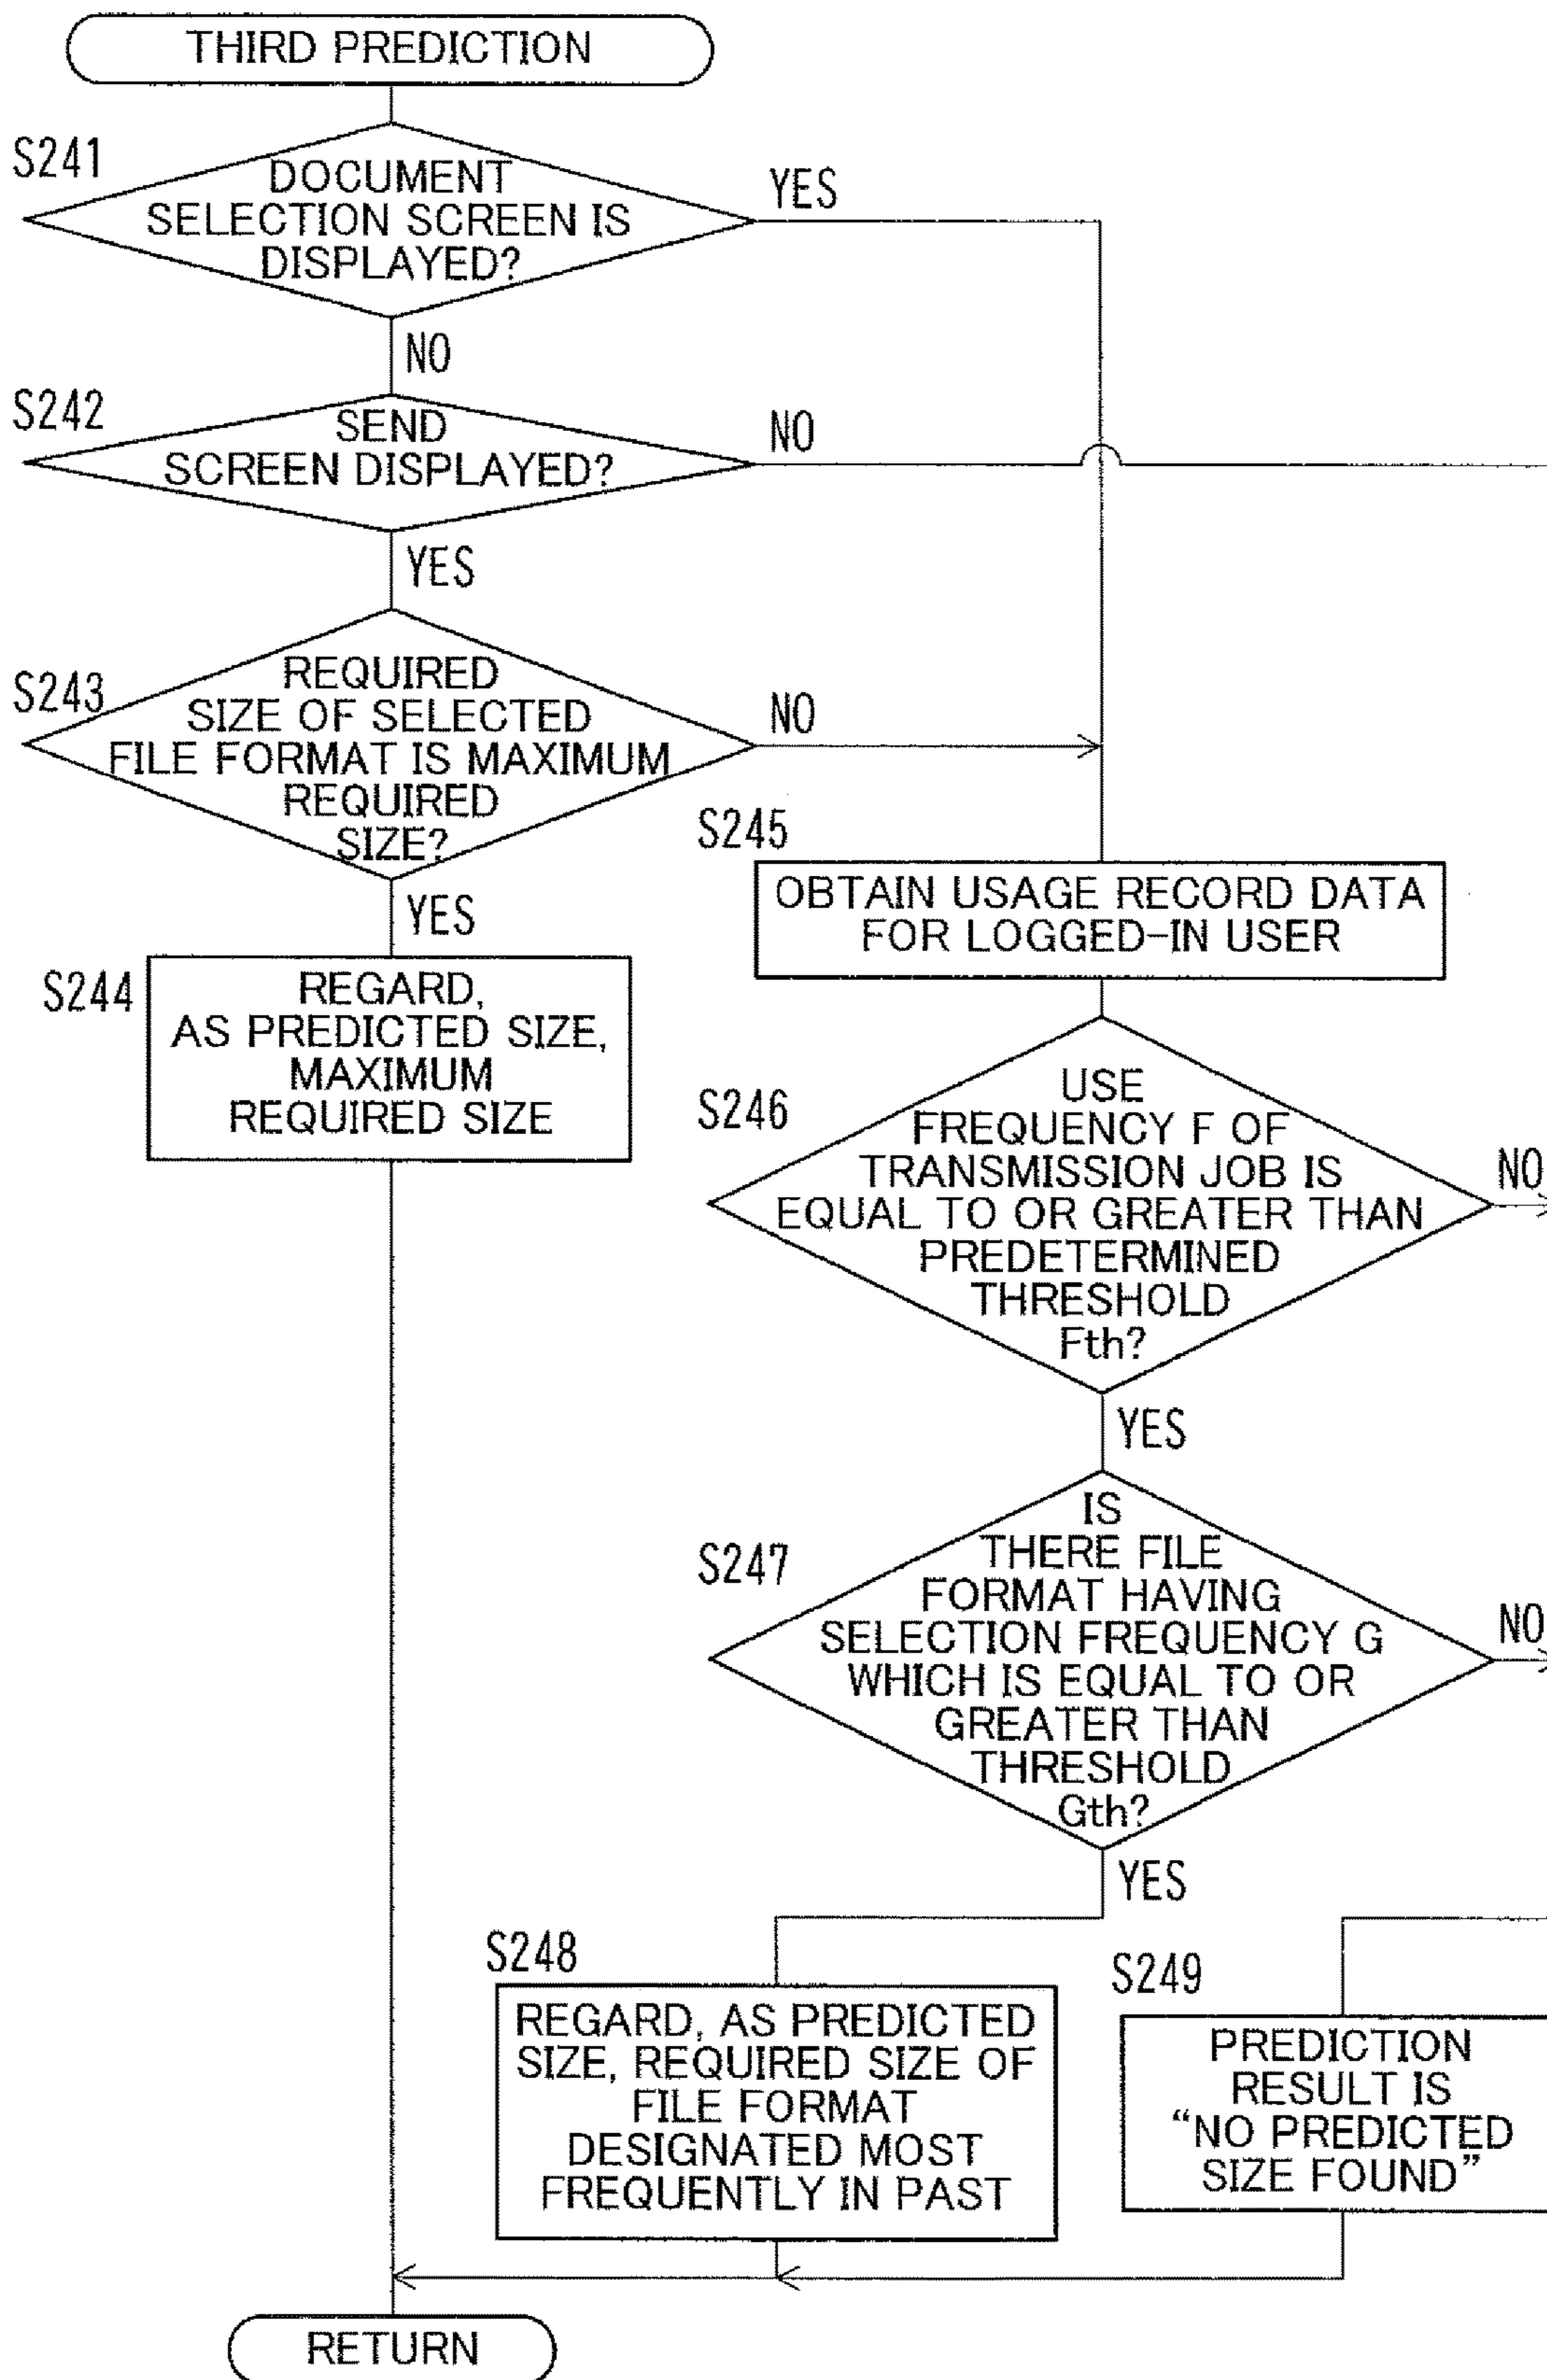 THIRD PREDICTION
S241
DOCUMENT
SELECTION SCREEN IS
DISPLAYED?
YES
NO
S242
SEND
SCREEN DISPLAYED?
NO
YES
S243
REQUIRED
SIZE OF SELECTED
FILE FORMAT IS MAXIMUM
REQUIRED
SIZE?
NO
YES
S244
REGARD,
AS PREDICTED SIZE,
MAXIMUM
REQUIRED SIZE
S245
OBTAIN USAGE RECORD DATA
FOR LOGGED-IN USER
S246
USE
FREQUENCY F OF
TRANSMISSION JOB IS
EQUAL TO OR GREATER THAN
PREDETERMINED
THRESHOLD
Fth?
NO
YES
S247
IS
THERE FILE
FORMAT HAVING
SELECTION FREQUENCY G
WHICH IS EQUAL TO OR
GREATER THAN
THRESHOLD
Gth?
NO
YES
S248
REGARD, AS PREDICTED
SIZE, REQUIRED SIZE OF
FILE FORMAT
DESIGNATED MOST
FREQUENTLY IN PAST
S249
PREDICTION
RESULT IS
“NO PREDICTED
SIZE FOUND”
RETURN